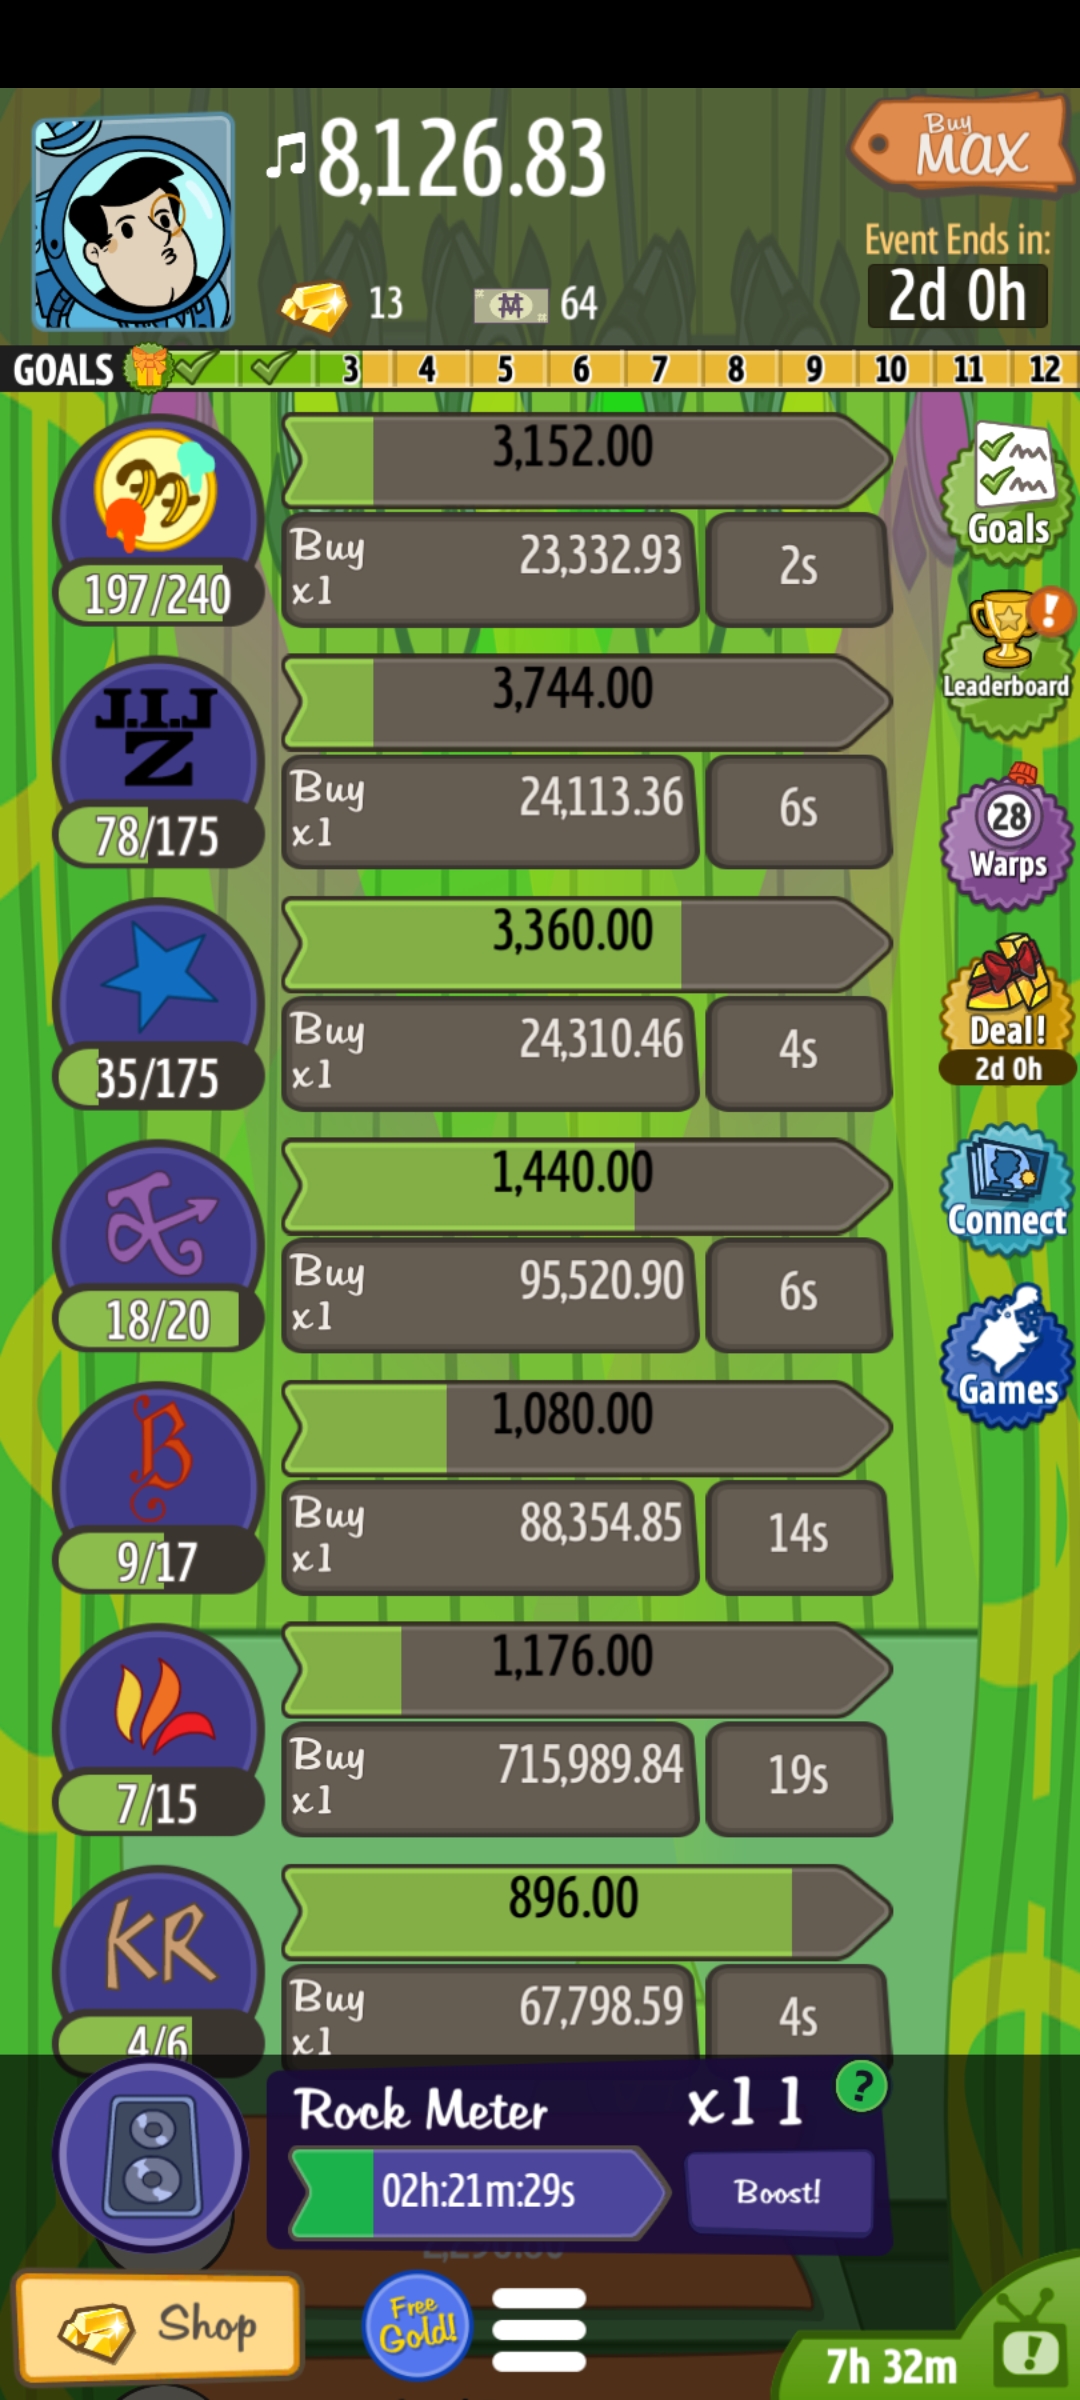 ♫8,126.83
Buy
MAX
13
64
Event Ends in:
2d 0h
GOALS 3 4 5 6 7 8 9 10 11 12
3,152.00
197/240
Buy
x1
23,332.93
2s
Goals
Leaderboard
!
J.I.J
Z
3,744.00
78/175
Buy
x1
24,113.36
6s
28
Warps
3,360.00
35/175
Buy
x1
24,310.46
4s
Deal!
2d 0h
1,440.00
18/20
Buy
x1
95,520.90
6s
Connect
B
1,080.00
9/17
Buy
x1
88,354.85
14s
Games
1,176.00
7/15
Buy
x1
715,989.84
19s
KR
896.00
4/6
Buy
x1
67,798.59
4s
Rock Meter
x11
?
02h:21m:29s
Boost!
Shop
Free
Gold!
7h 32m
!